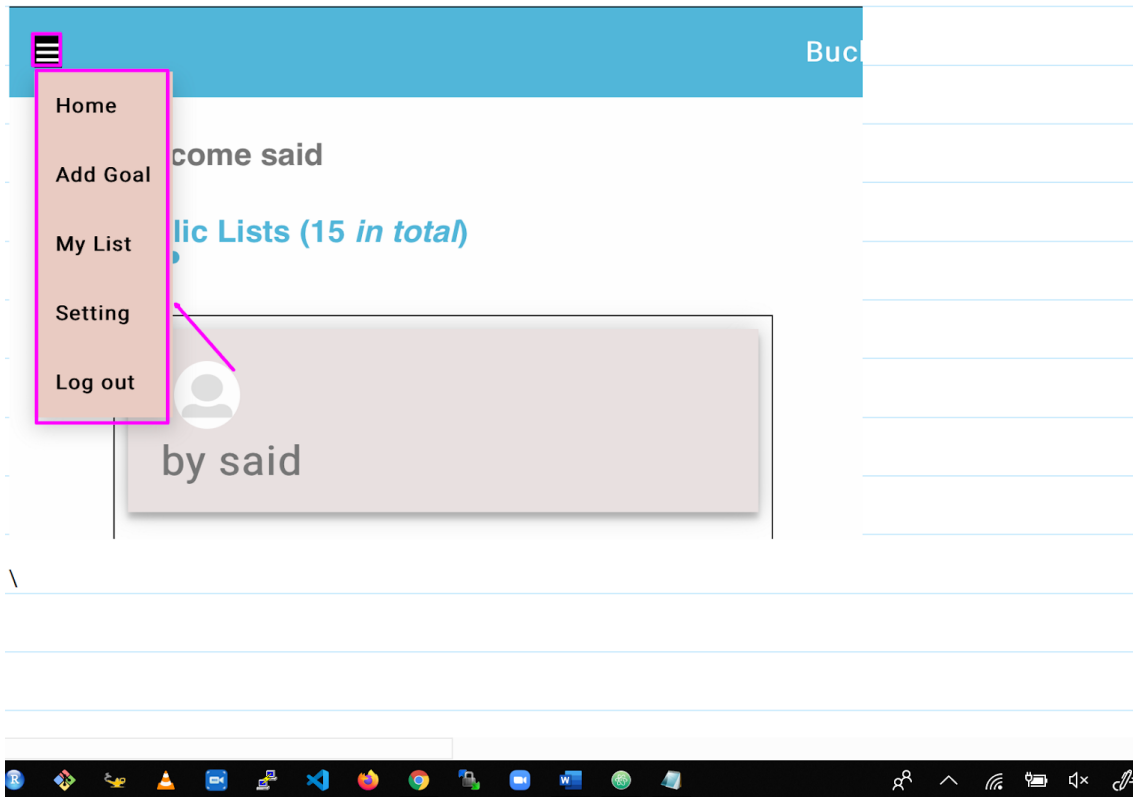 Buc
Home
come said
Add Goal
lic Lists (15 in total)
My List
Setting
Log out
by said
\